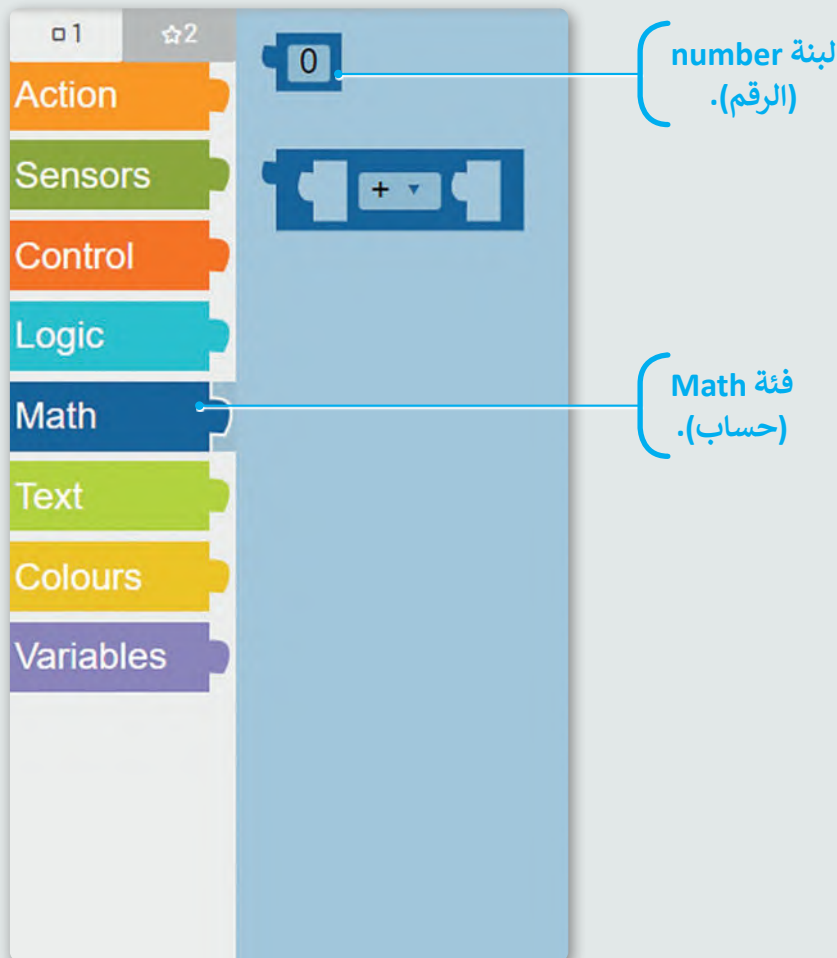 1 2
Action
Sensors
Control
Logic
Math
Text
Colours
Variables
0
+
لبنة number
(الرقم).
فئة Math
(حساب).